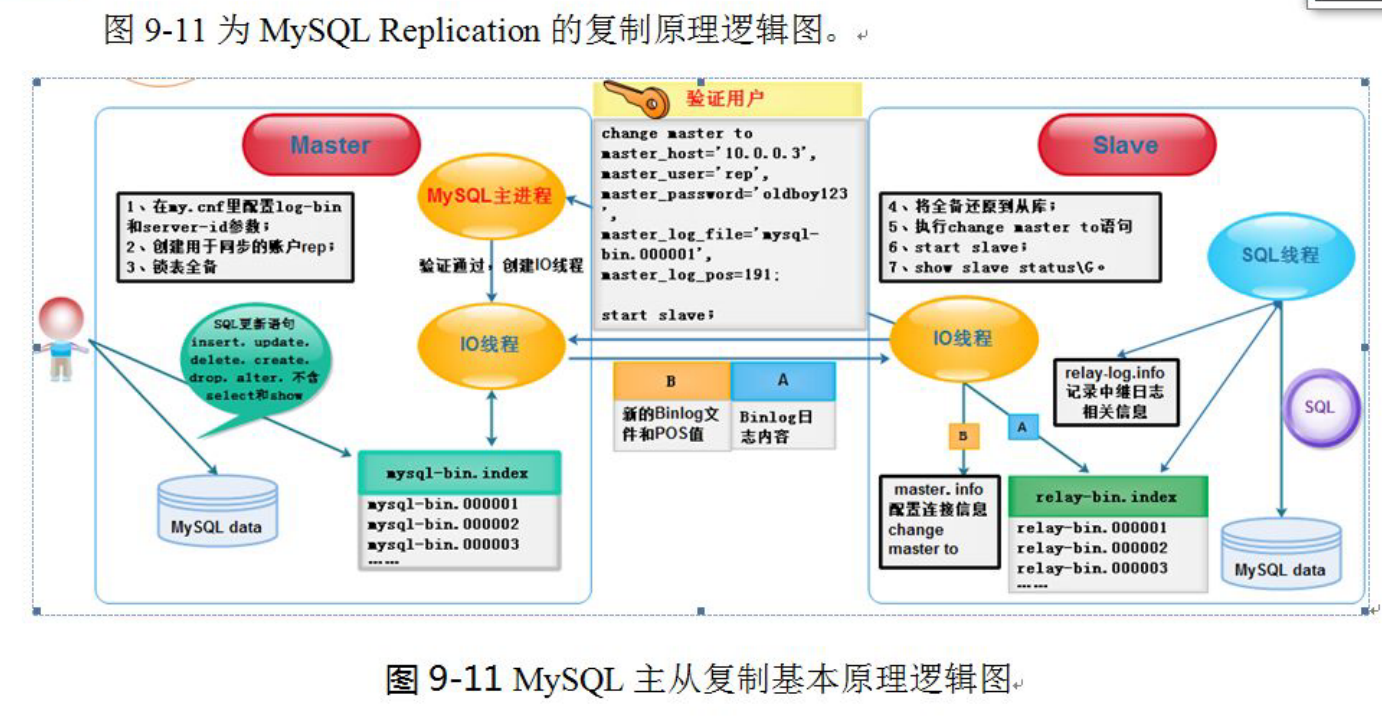 图 9-11 为 MySQL Replication 的复制原理逻辑图。
Master
1、在my.cnf里配置log-bin
和server-id参数;
2、创建用于同步的账户rep;
3、锁表全备
MySQL主进程
验证通过,创建IO线程
IO线程
SQL更新语句
insert. update.
delete. create.
drop. alter. 不含
select和show
MySQL data
mysql-bin.index
mysql-bin.000001
mysql-bin.000002
mysql-bin.000003
……
验证用户
change master to
master_host='10.0.0.3',
master_user='rep',
master_password='oldboy123
',
master_log_file='mysql-
bin.000001',
master_log_pos=191;
start slave;
B
新的Binlog文
件和POS值
A
Binlog日
志内容
Slave
4、将全备还原到从库;
5、执行change master to语句
6、start slave;
7、show slave status\G。
SQL线程
IO线程
relay-log.info
记录中继日志
相关信息
SQL
B
A
master.info
配置连接信息
change
master to
relay-bin.index
relay-bin.000001
relay-bin.000002
relay-bin.000003
……
MySQL data
图 9-11 MySQL 主从复制基本原理逻辑图